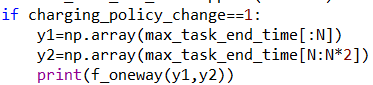 if charging_policy_change==1:
    y1=np.array(max_task_end_time[:N])
    y2=np.array(max_task_end_time[N:N*2])
    print(f_oneway(y1,y2))